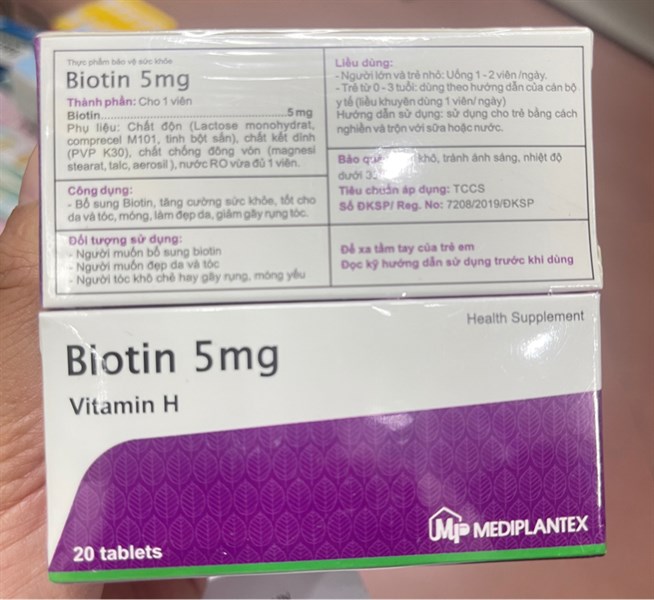 Thực phẩm bảo vệ sức khỏe
Biotin 5mg
Thành phần: Cho 1 viên
Biotin............................................5 mg
Phụ liệu: Chất độn (Lactose monohydrat,
comprecel M101, tinh bột sắn), chất kết dính
(PVP K30), chất chống đông vón (magnesi
stearat, talc, aerosil ), nước RO vừa đủ 1 viên.
Công dụng:
- Bổ sung Biotin, tăng cường sức khỏe, tốt cho
da và tóc, móng, làm đẹp da, giảm gãy rụng tóc.
Đối tượng sử dụng:
- Người muốn bổ sung biotin
- Người muốn đẹp da và tóc
- Người tóc khô chẻ hay gãy rụng, móng yếu
Liều dùng:
- Người lớn và trẻ nhỏ: Uống 1 - 2 viên /ngày.
- Trẻ từ 0 - 3 tuổi: dùng theo hướng dẫn của cán bộ
y tế (liều khuyên dùng 1 viên/ ngày)
Hướng dẫn sử dụng: sử dụng cho trẻ bằng cách
nghiền và trộn với sữa hoặc nước.
Bảo khô, tránh ánh sáng, nhiệt độ
dưới
Tiêu chuẩn áp dụng: TCCS
Số ĐKSP/ Reg. No: 7208/2019/ĐKSP
Để xa tầm tay của trẻ em
Đọc kỹ hướng dẫn sử dụng trước khi dùng
Health Supplement
Biotin 5mg
Vitamin H
MP MEDIPLANTEX
20 tablets